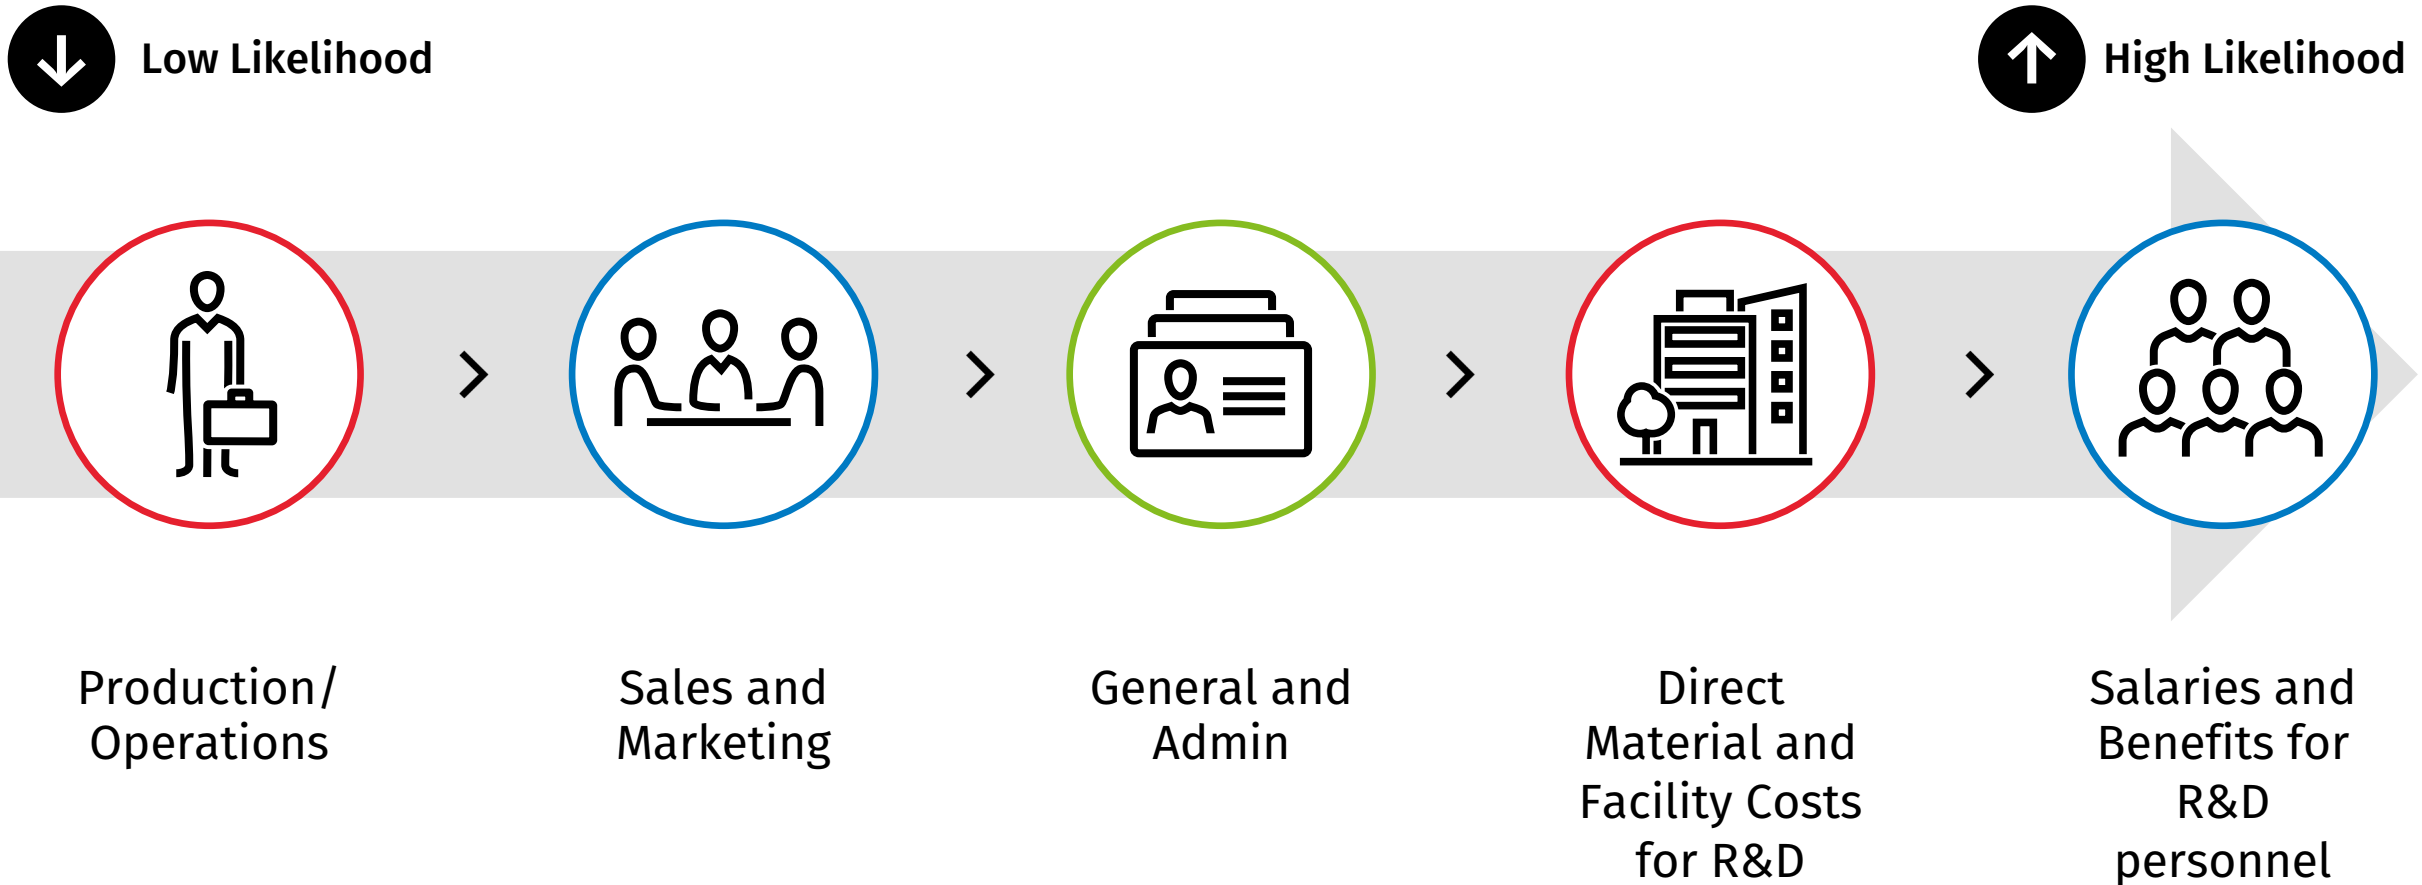 Low Likelihood
High Likelihood
Production/
Operations
Sales and
Marketing
General and
Admin
Direct
Material and
Facility Costs
for R&D
Salaries and
Benefits for
R&D
personnel